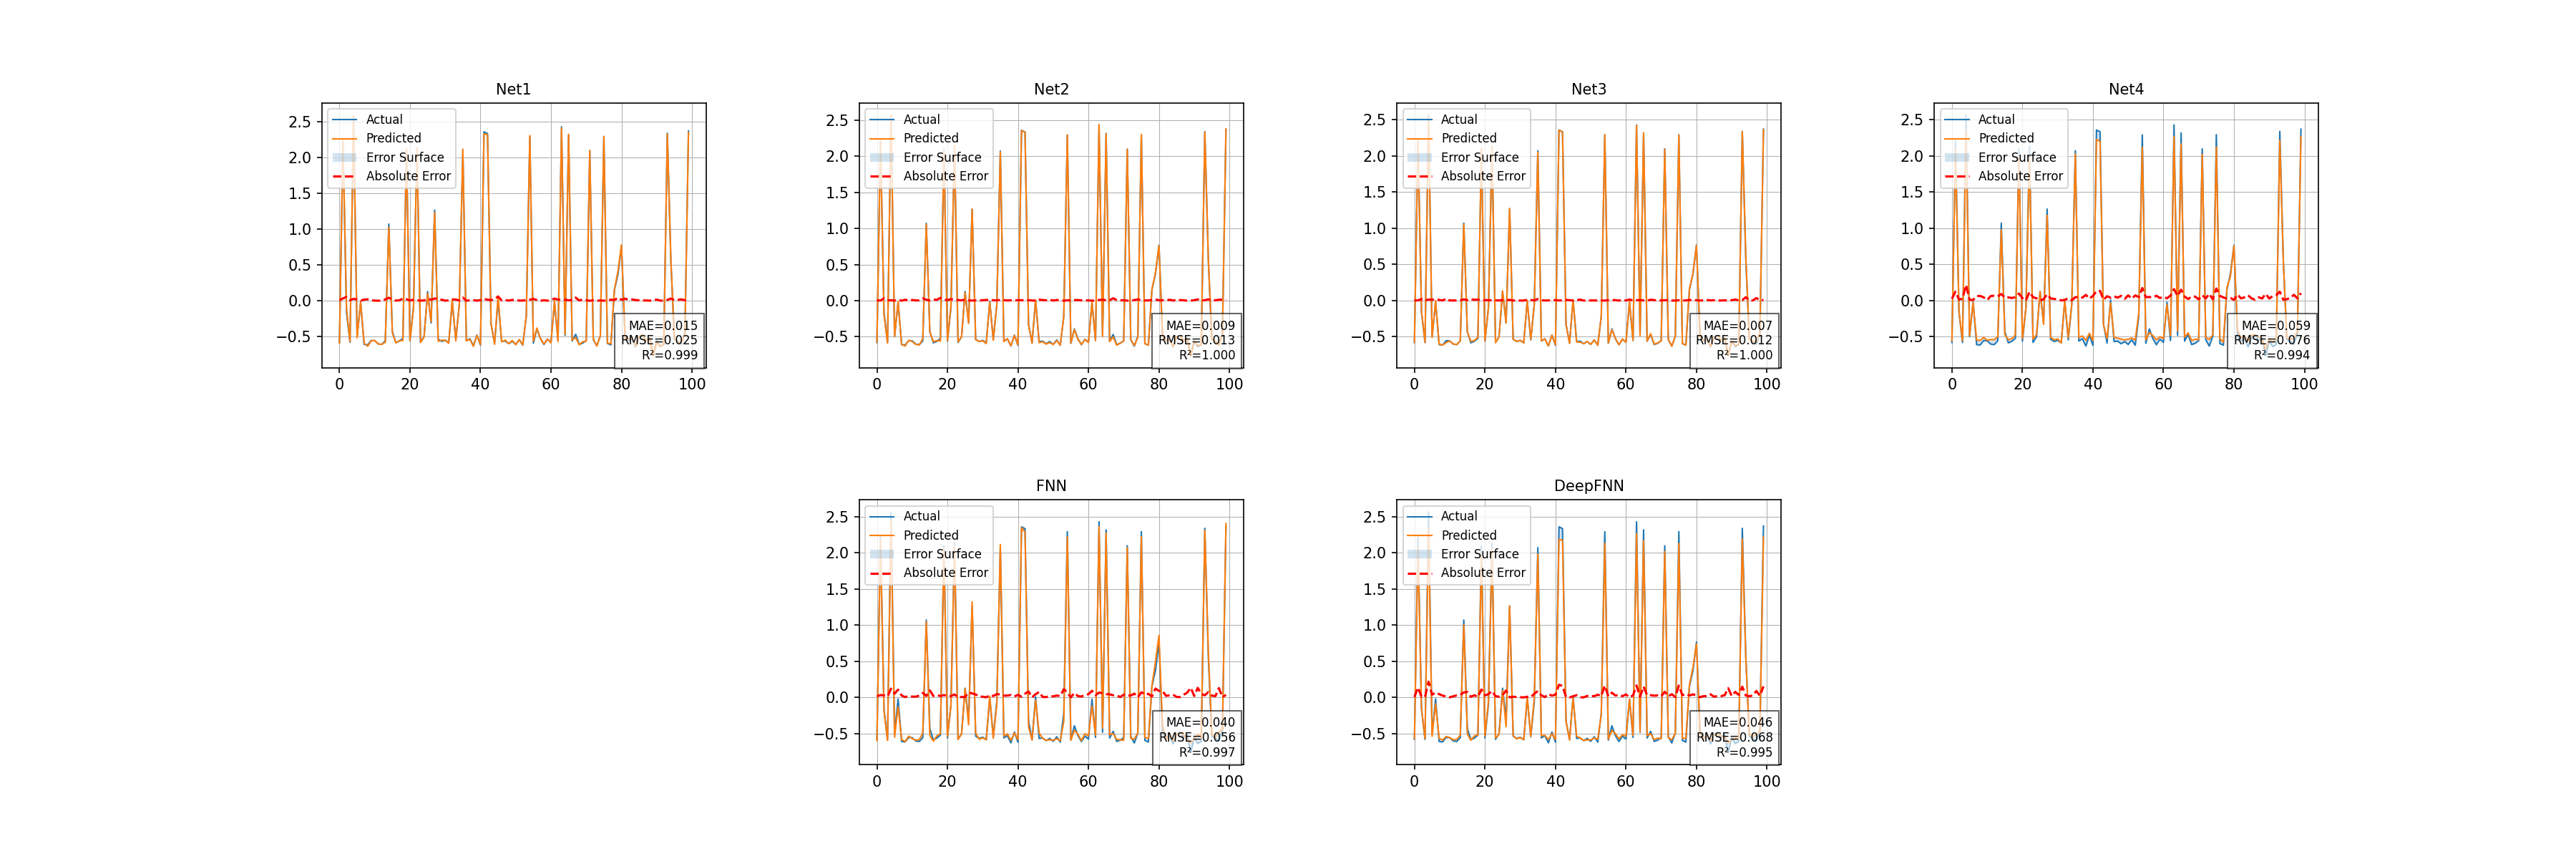 Net1
2.5
2.0
1.5
1.0
0.5
0.0
−0.5
0 20 40 60 80 100
Actual
Predicted
Error Surface
Absolute Error
MAE=0.015
RMSE=0.025
R²=0.999
Net2
2.5
2.0
1.5
1.0
0.5
0.0
−0.5
0 20 40 60 80 100
Actual
Predicted
Error Surface
Absolute Error
MAE=0.009
RMSE=0.013
R²=1.000
Net3
2.5
2.0
1.5
1.0
0.5
0.0
−0.5
0 20 40 60 80 100
Actual
Predicted
Error Surface
Absolute Error
MAE=0.007
RMSE=0.012
R²=1.000
Net4
2.5
2.0
1.5
1.0
0.5
0.0
−0.5
0 20 40 60 80 100
Actual
Predicted
Error Surface
Absolute Error
MAE=0.059
RMSE=0.076
R²=0.994
FNN
2.5
2.0
1.5
1.0
0.5
0.0
−0.5
0 20 40 60 80 100
Actual
Predicted
Error Surface
Absolute Error
MAE=0.040
RMSE=0.056
R²=0.997
DeepFNN
2.5
2.0
1.5
1.0
0.5
0.0
−0.5
0 20 40 60 80 100
Actual
Predicted
Error Surface
Absolute Error
MAE=0.046
RMSE=0.068
R²=0.995